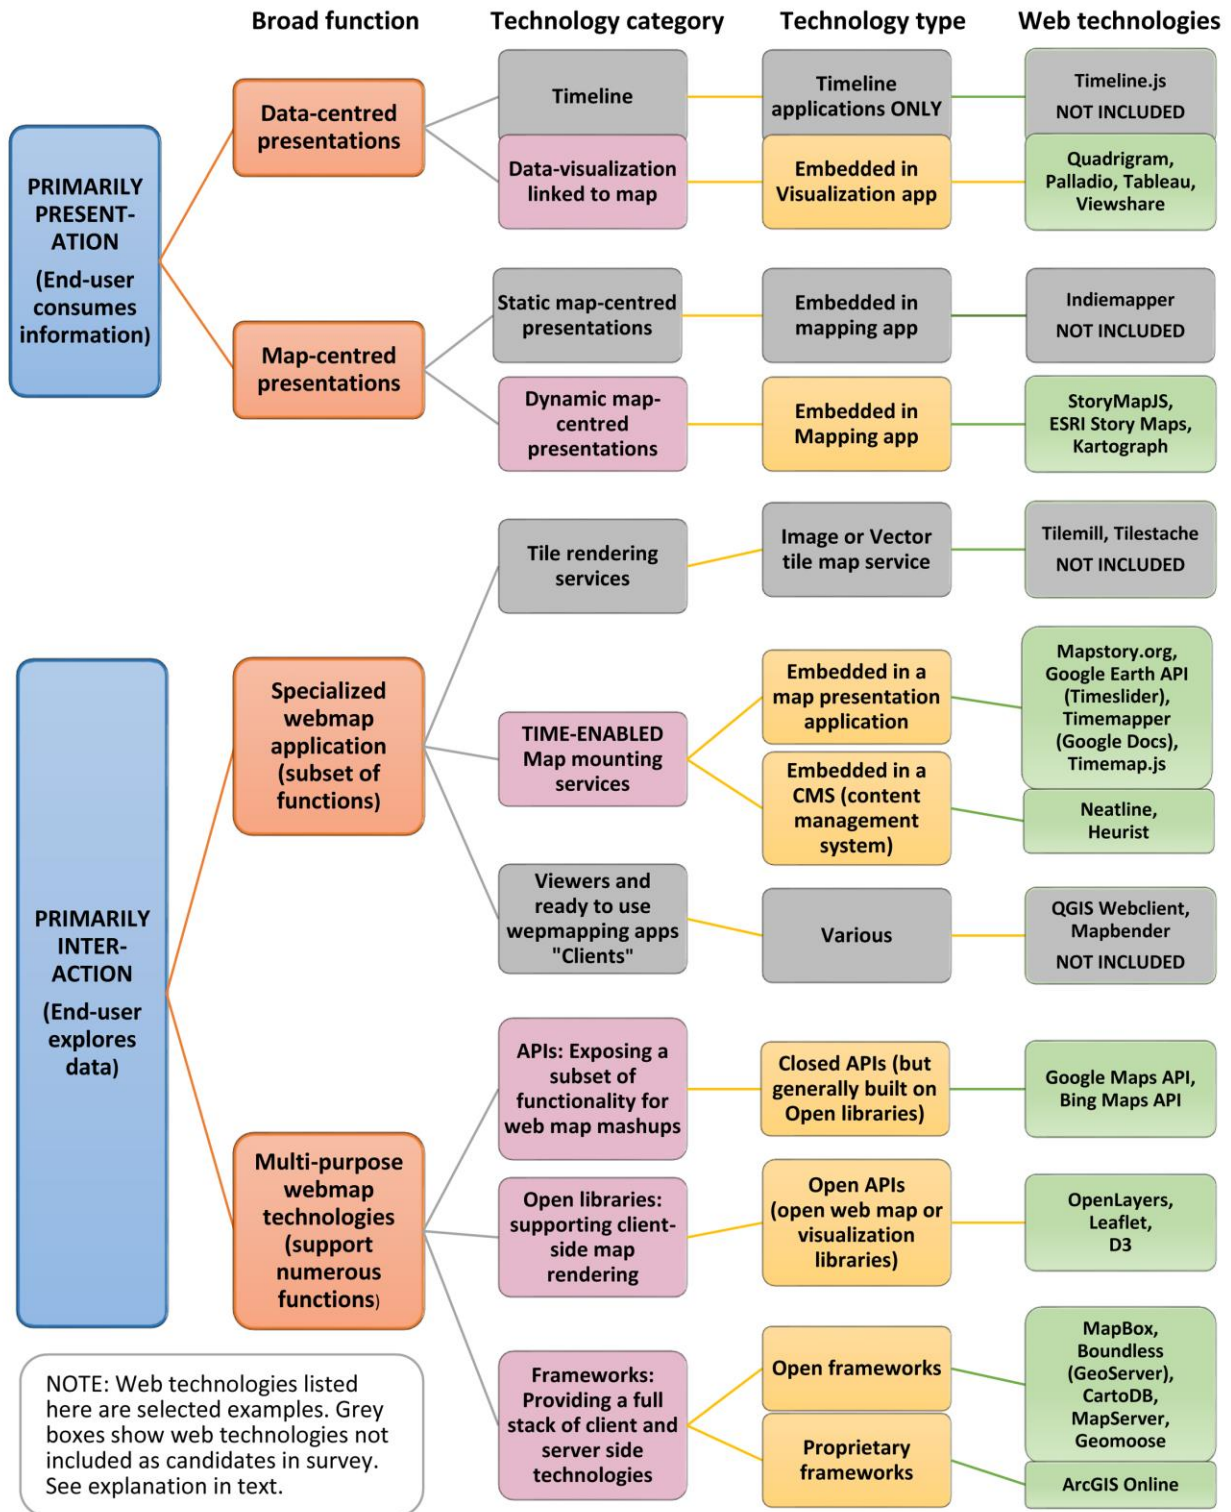 Broad function
Technology category
Technology type
Web technologies
PRIMARILY
PRESENT-
ATION
(End-user
consumes
information)
Data-centred
presentations
Timeline
Timeline
applications ONLY
Timeline.js
NOT INCLUDED
Data-visualization
linked to map
Embedded in
Visualization app
Quadrigram,
Palladio, Tableau,
Viewshare
Map-centred
presentations
Static map-centred
presentations
Embedded in
mapping app
Indiemapper
NOT INCLUDED
Dynamic map-
centred
presentations
Embedded in
Mapping app
StoryMapJS,
ESRI Story Maps,
Kartograph
PRIMARILY
INTER-
ACTION
(End-user
explores
data)
Specialized
webmap
application
(subset of
functions)
Tile rendering
services
Image or Vector
tile map service
Tilemill, Tilestache
NOT INCLUDED
TIME-ENABLED
Map mounting
services
Embedded in a
map presentation
application
Mapstory.org,
Google Earth API
(Timeslider),
Timemapper
(Google Docs),
Timemap.js
Embedded in a
CMS (content
management
system)
Neatline,
Heurist
Viewers and
ready to use
wepmapping apps
"Clients"
Various
QGIS Webclient,
Mapbender
NOT INCLUDED
Multi-purpose
webmap
technologies
(support
numerous
functions)
APIs: Exposing a
subset of
functionality for
web map mashups
Closed APIs (but
generally built on
Open libraries)
Google Maps API,
Bing Maps API
Open libraries:
supporting client-
side map
rendering
Open APIs
(open web map or
visualization
libraries)
OpenLayers,
Leaflet,
D3
Frameworks:
Providing a full
stack of client and
server side
technologies
Open frameworks
MapBox,
Boundless
(GeoServer),
CartoDB,
MapServer,
Geomoose
Proprietary
frameworks
ArcGIS Online
NOTE: Web technologies listed
here are selected examples. Grey
boxes show web technologies not
included as candidates in survey.
See explanation in text.